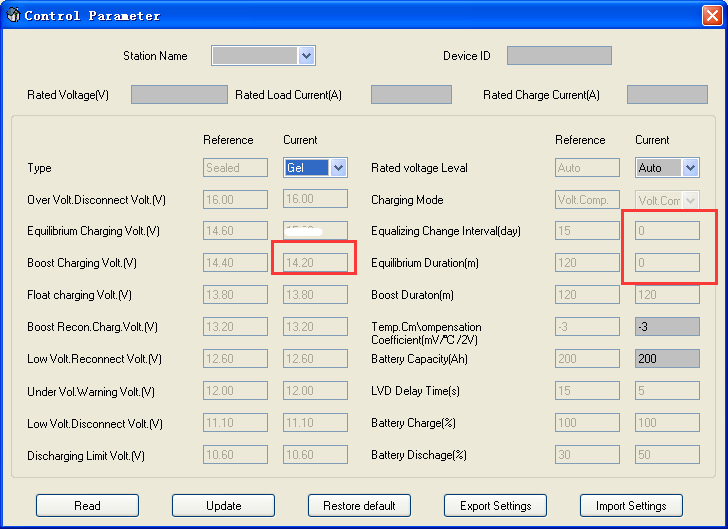 Control Parameter
Station Name Device ID
Rated Voltage(V) Rated Load Current(A) Rated Charge Current(A)
Reference Current Reference Current
Type Sealed Gel Rated voltage Leval Auto Auto
Over Volt.Disconnect Volt.(V) 16.00 16.00 Charging Mode Volt.Comp. Volt.Com
Equilibrium Charging Volt.(V) 14.60 Equalizing Change Interval(day) 15 0
Boost Charging Volt.(V) 14.40 14.20 Equilibrium Duration(m) 120 0
Float charging Volt.(V) 13.80 13.80 Boost Duraton(m) 120 120
Boost Recon.Charg.Volt.(V) 13.20 13.20 Temp.Cm\ompensation Coefficient(mV/℃/2V) -3 -3
Low Volt.Reconnect Volt.(V) 12.60 12.60 Battery Capacity(Ah) 200 200
Under Vol.Warning Volt.(V) 12.00 12.00 LVD Delay Time(s) 15 5
Low Volt.Disconnect Volt.(V) 11.10 11.10 Battery Charge(%) 100 100
Discharging Limit Volt.(V) 10.60 10.60 Battery Dischage(%) 30 50
Read Update Restore default Export Settings Import Settings